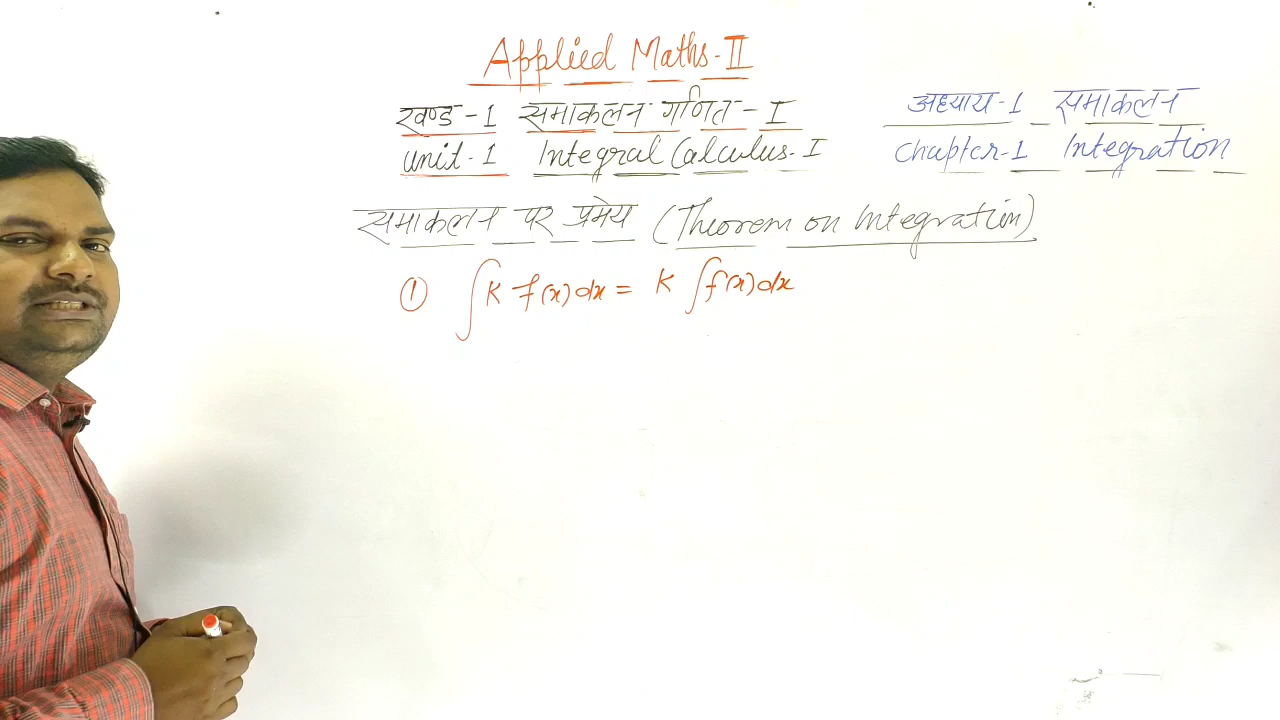 Applied Maths-II
खण्ड-1 समाकलन गणित-I
unit-1 Integral Calculus-I
अध्याय-1 समाकलन
chapter-1 Integration
समाकलन पर प्रमेय (Theorem on Integration)
① ∫K f(x)dx = K ∫f(x)dx